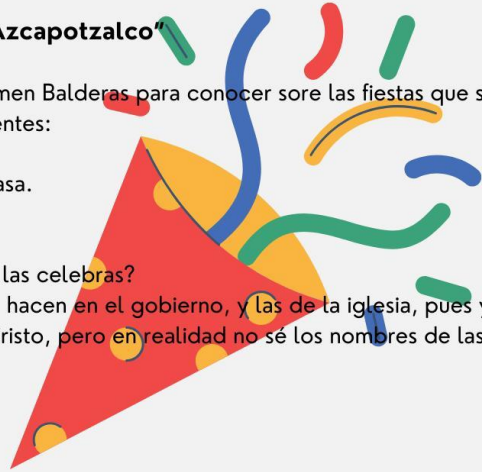 Azcapotzalco"
men Balderas para conocer sore las fiestas que s
entes:
asa.
las celebras?
hacen en el gobierno, y las de la iglesia, pues y
risto, pero en realidad no sé los nombres de las